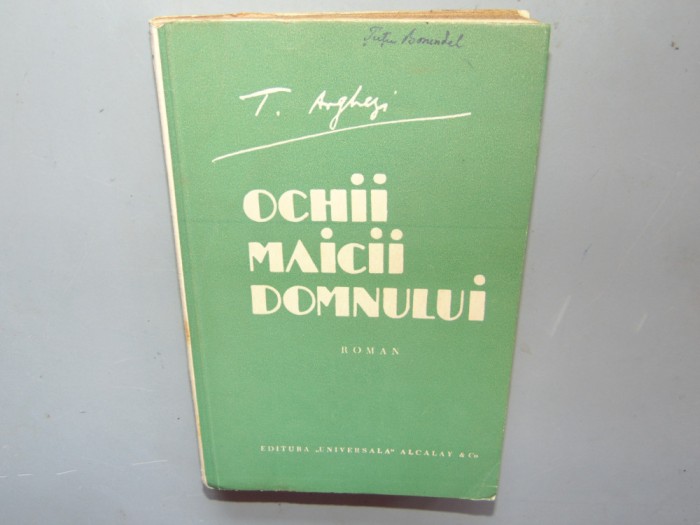 T. Arghezi
OCHii
MAiCii
DOMNULUi
ROMAN
EDITURA „UNIVERSALA" ALCALAY & Co.